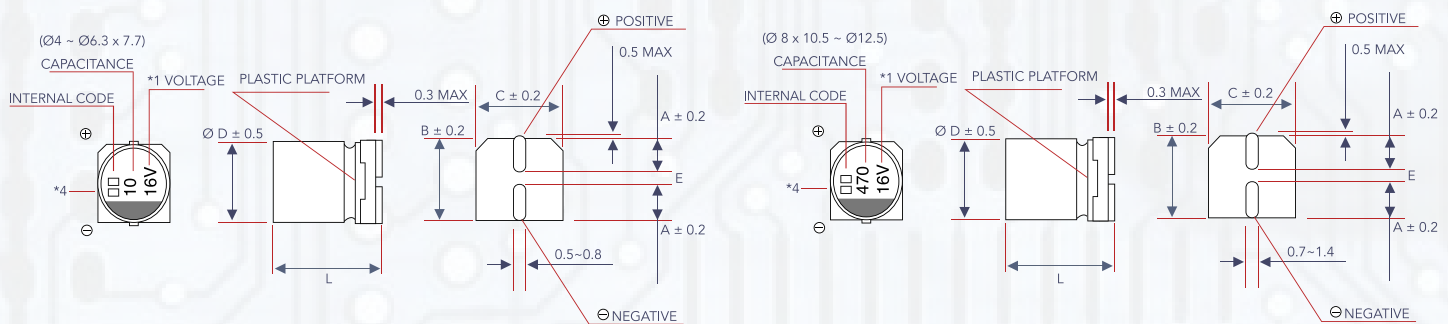 (Ø4 ~ Ø6.3 x 7.7)
CAPACITANCE
*1 VOLTAGE
INTERNAL CODE
⊕
*4
10
16V
⊖
PLASTIC PLATFORM
Ø D ± 0.5
L
0.3 MAX
⊕ POSITIVE
0.5 MAX
C ± 0.2
A ± 0.2
B ± 0.2
E
A ± 0.2
0.5~0.8
⊖ NEGATIVE
(Ø 8 x 10.5 ~ Ø12.5)
CAPACITANCE
*1 VOLTAGE
INTERNAL CODE
⊕
*4
470
16V
⊖
PLASTIC PLATFORM
Ø D ± 0.5
L
0.3 MAX
⊕ POSITIVE
0.5 MAX
C ± 0.2
A ± 0.2
B ± 0.2
E
A ± 0.2
0.7~1.4
⊖ NEGATIVE